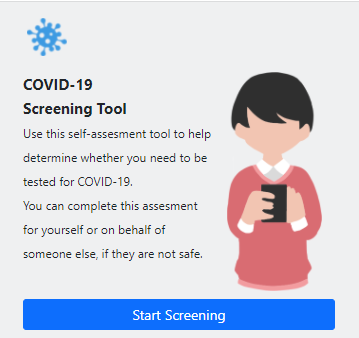 COVID-19
Screening Tool
Use this self-assesment tool to help
determine whether you need to be
tested for COVID-19.
You can complete this assesment
for yourself or on behalf of
someone else, if they are not safe.
Start Screening